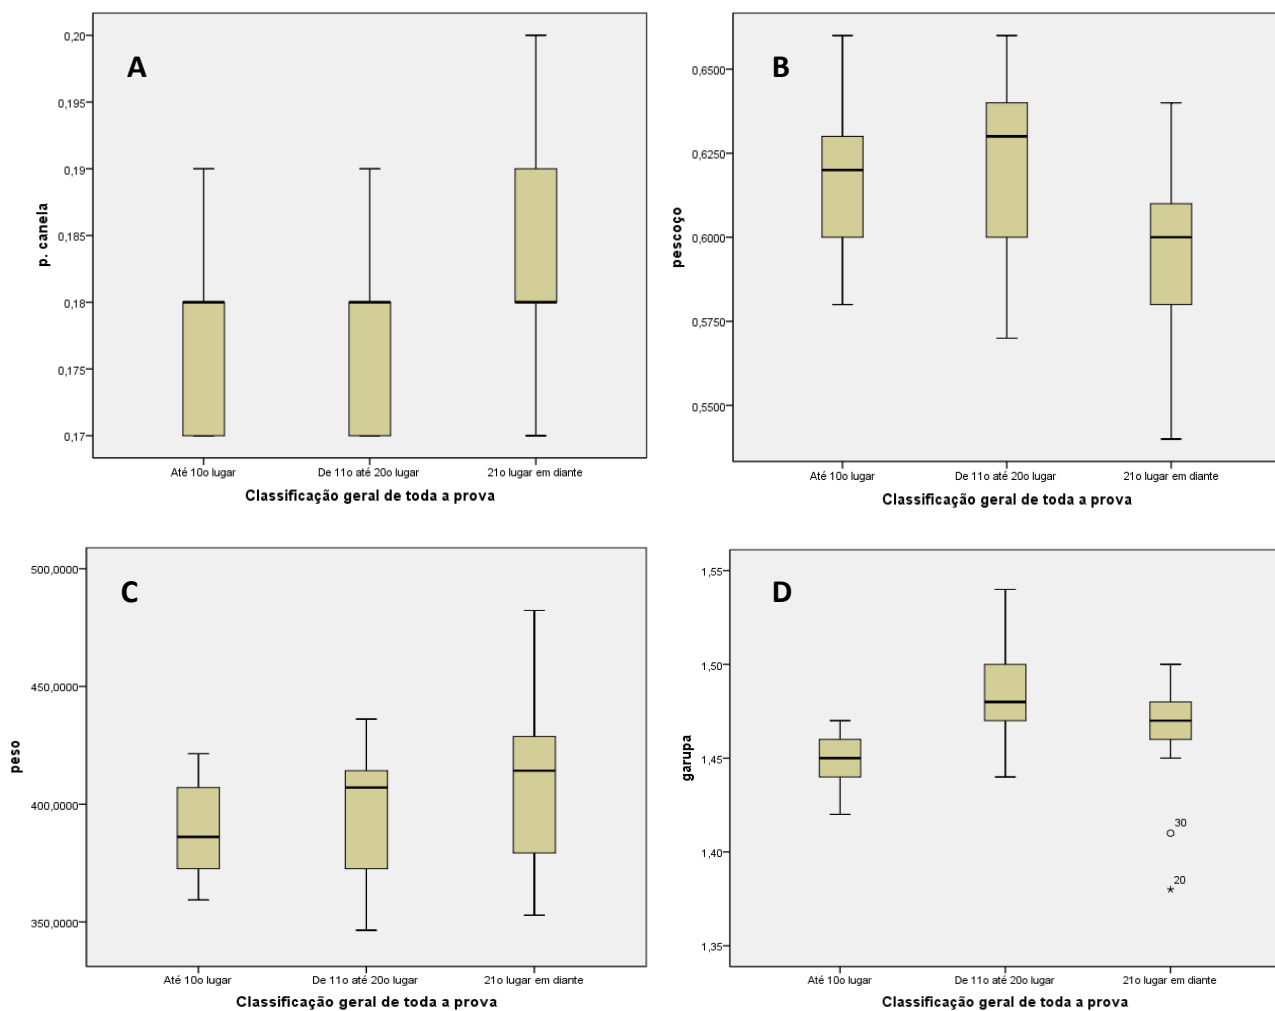 A
p. canela
0,20
0,195
0,19
0,185
0,18
0,175
0,17
Até 10o lugar
De 11o até 20o lugar
21o lugar em diante
Classificação geral de toda a prova
B
pescoço
0,6500
0,6250
0,6000
0,5750
0,5500
Até 10o lugar
De 11o até 20o lugar
21o lugar em diante
Classificação geral de toda a prova
C
peso
500,0000
450,0000
400,0000
350,0000
Até 10o lugar
De 11o até 20o lugar
21o lugar em diante
Classificação geral de toda a prova
D
garupa
1,55
1,50
1,45
1,40
1,35
30
20
Até 10o lugar
De 11o até 20o lugar
21o lugar em diante
Classificação geral de toda a prova